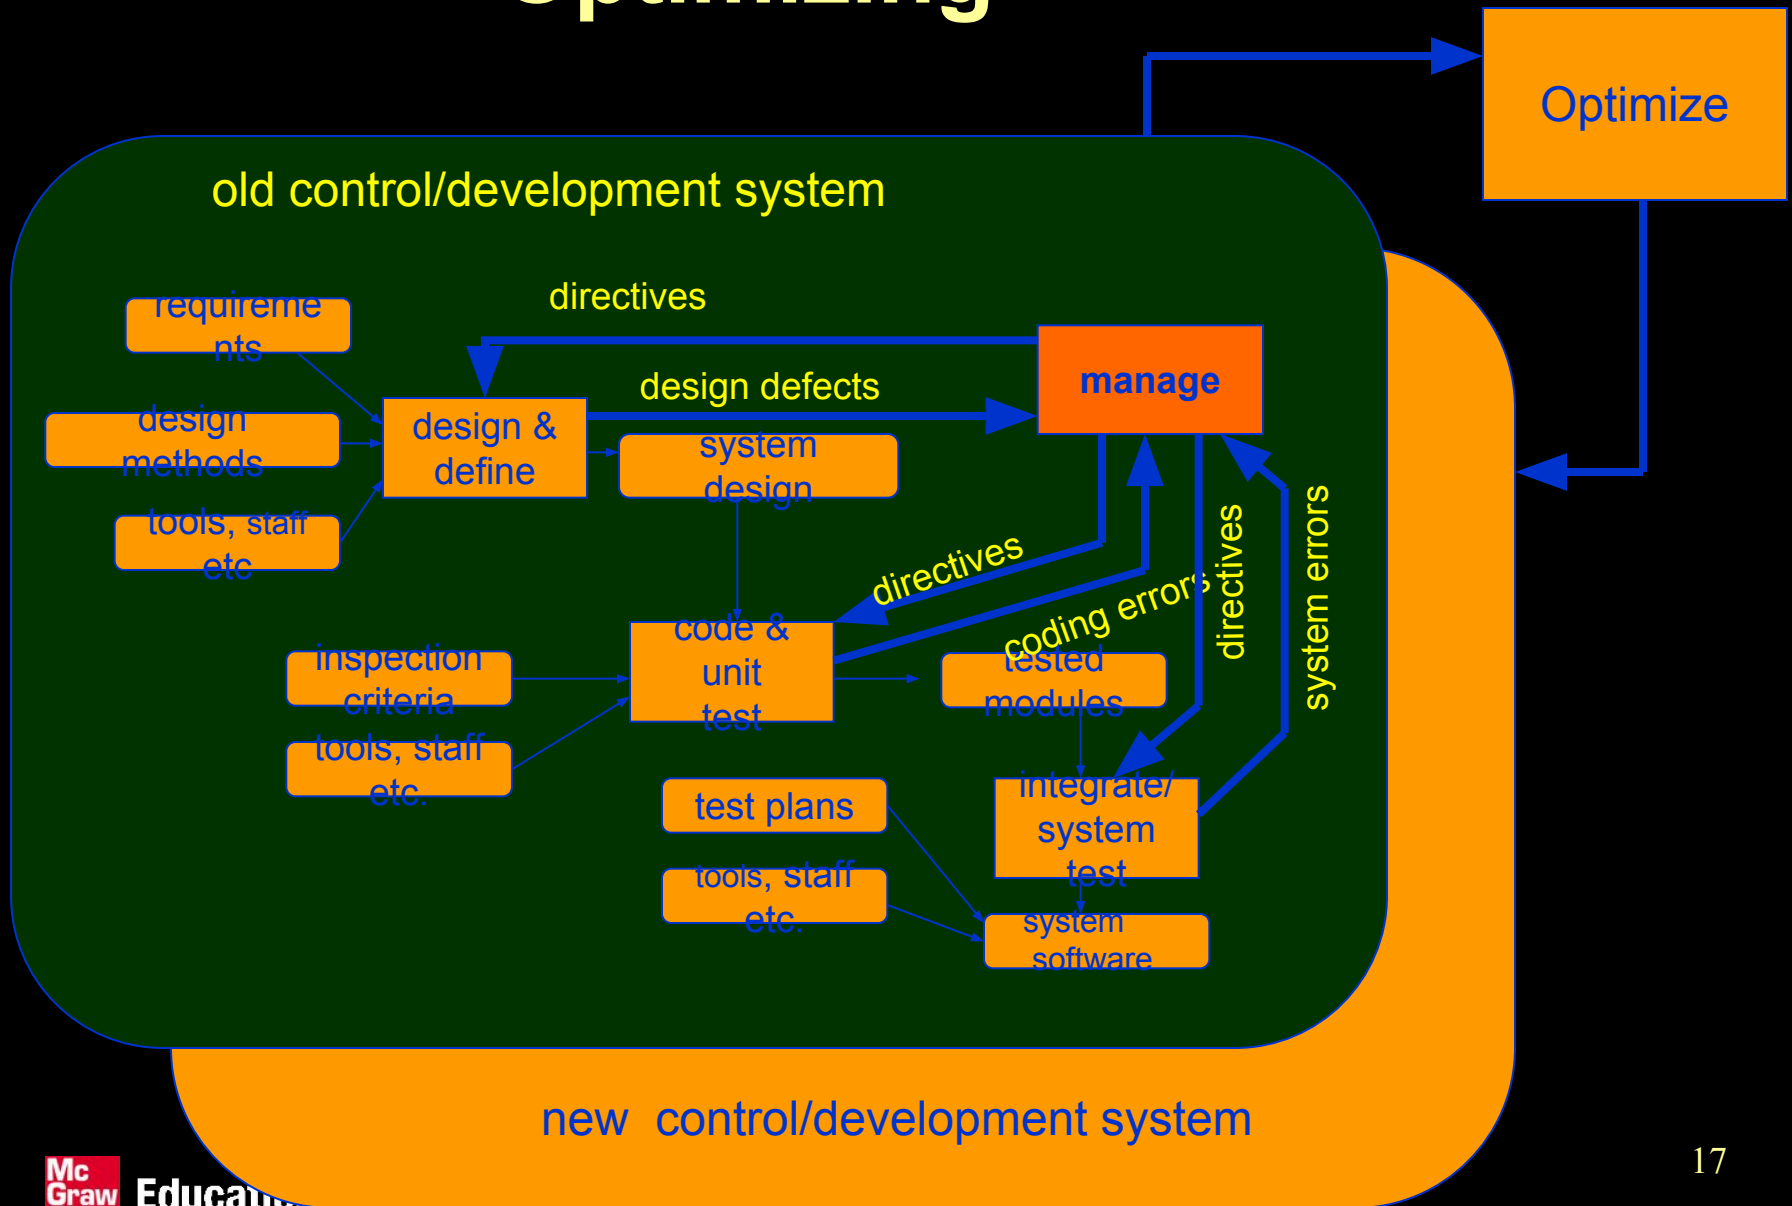 Optimizing
Optimize
old control/development system
directives
requireme
nts
manage
design defects
design
methods
design &
define
system
design
tools, staff
etc
directives
coding errors
directives
system errors
code &
unit
test
inspection
criteria
tested
modules
tools, staff
etc.
test plans
integrate/
system
test
tools, staff
etc.
system
software
new control/development system
17
Mc
Graw